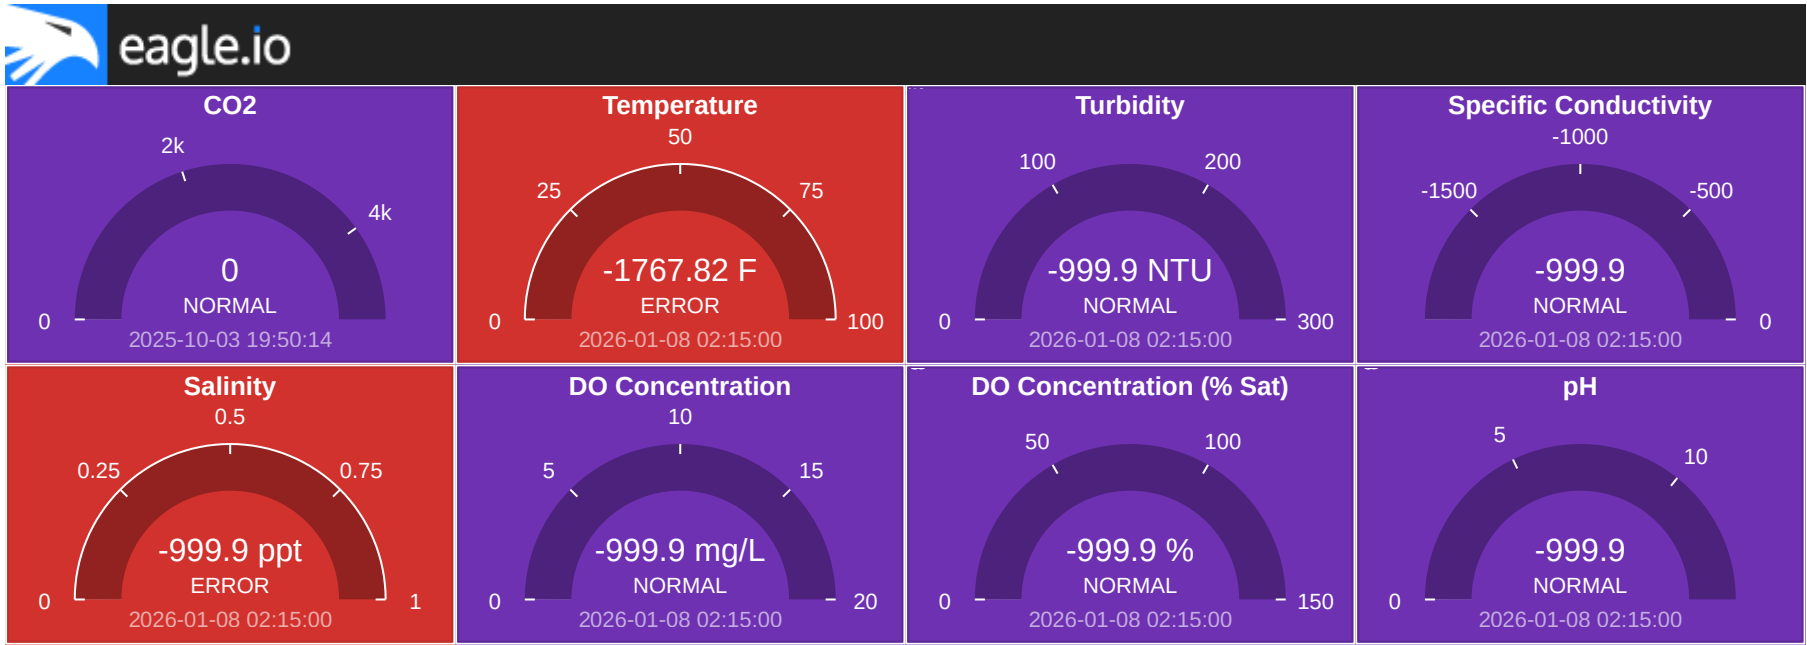 eagle.io
CO2
2k
4k
0
0
NORMAL
2025-10-03 19:50:14
Temperature
50
25
75
-1767.82 F
ERROR
0
100
2026-01-08 02:15:00
Turbidity
100
200
-999.9 NTU
NORMAL
0
300
2026-01-08 02:15:00
Specific Conductivity
-1000
-1500
-500
-999.9
NORMAL
0
2026-01-08 02:15:00
Salinity
0.5
0.25
0.75
-999.9 ppt
ERROR
0
1
2026-01-08 02:15:00
DO Concentration
10
5
15
-999.9 mg/L
NORMAL
0
20
2026-01-08 02:15:00
DO Concentration (% Sat)
50
100
-999.9 %
NORMAL
0
150
2026-01-08 02:15:00
pH
5
10
-999.9
NORMAL
0
2026-01-08 02:15:00